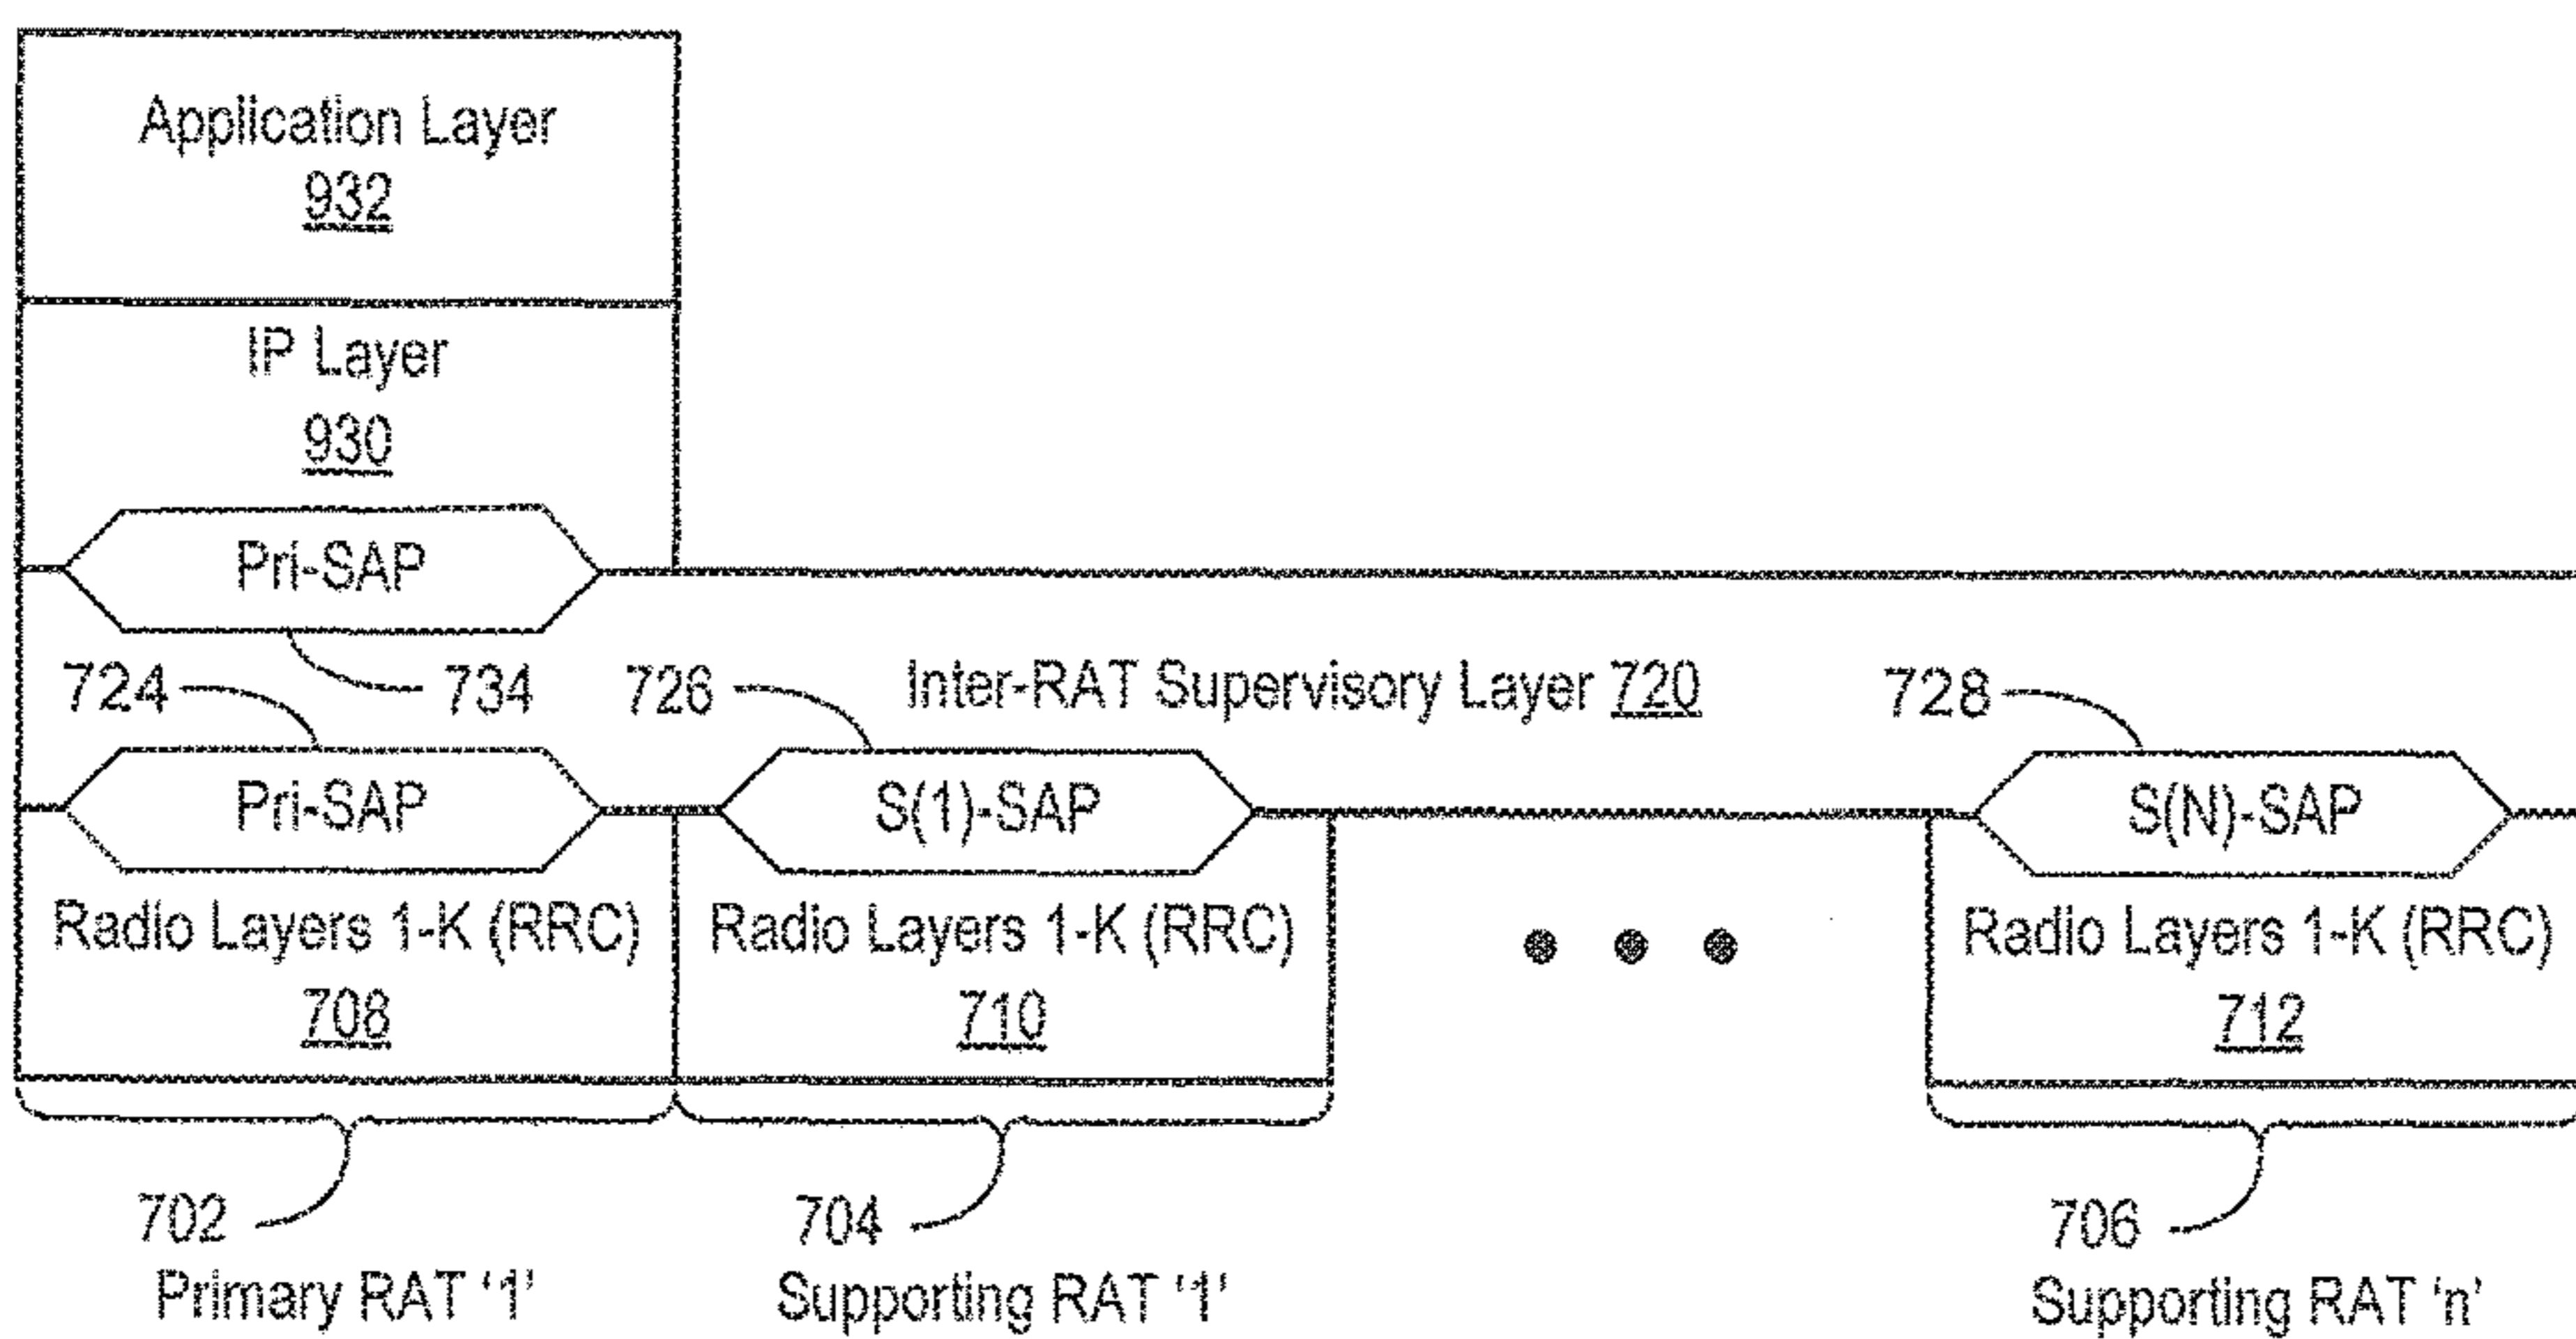 Application Layer
932
IP Layer
930
Pri-SAP
724
734
726
Inter-RAT Supervisory Layer 720
728
Pri-SAP
S(1)-SAP
S(N)-SAP
Radio Layers 1-K (RRC)
708
Radio Layers 1-K (RRC)
710
Radio Layers 1-K (RRC)
712
702
Primary RAT ‘1’
704
Supporting RAT ‘1’
706
Supporting RAT ‘n’